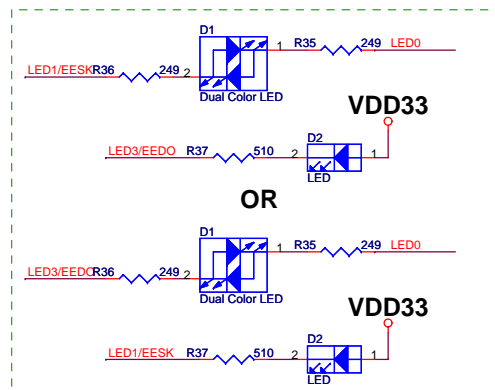 D1
R35 249 LED0
1
LED1/EESK R36 249 2
Dual Color LED
VDD33
D2
LED3/EEDO R37 510 2 1
LED
OR
D1
R35 249 LED0
1
LED3/EEDO R36 249 2
Dual Color LED
VDD33
D2
LED1/EESK R37 510 2 1
LED